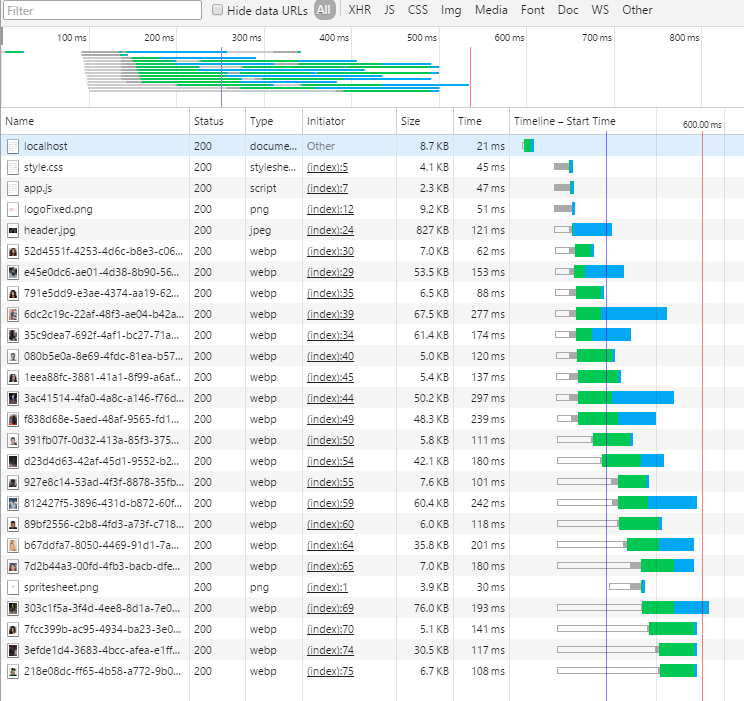 Filter Hide data URLs All XHR JS CSS Img Media Font Doc WS Other
100 ms 200 ms 300 ms 400 ms 500 ms 600 ms 700 ms 800 ms
Name Status Type Initiator Size Time Timeline – Start Time 600.00 ms
localhost 200 docume... Other 8.7 KB 21 ms
style.css 200 styleshe... (index):5 4.1 KB 45 ms
app.js 200 script (index):7 2.3 KB 47 ms
logoFixed.png 200 png (index):12 9.2 KB 51 ms
header.jpg 200 jpeg (index):24 827 KB 121 ms
52d4551f-4253-4d6c-b8e3-c06... 200 webp (index):30 7.0 KB 62 ms
e45e0dc6-ae01-4d38-8b90-56... 200 webp (index):29 53.5 KB 153 ms
791e5dd9-e3ae-4374-aa19-62... 200 webp (index):35 6.5 KB 88 ms
6dc2c19c-22af-48f3-ae04-b42a... 200 webp (index):39 67.5 KB 277 ms
35c9dea7-692f-4af1-bc27-71a... 200 webp (index):34 61.4 KB 174 ms
080b5e0a-8e69-4fdc-81ea-b57... 200 webp (index):40 5.0 KB 120 ms
1eea88fc-3881-41a1-8f99-a6af... 200 webp (index):45 5.4 KB 137 ms
3ac41514-4fa0-4a8c-a146-f76d... 200 webp (index):44 50.2 KB 297 ms
f838d68e-5aed-48af-9565-fd1... 200 webp (index):49 48.3 KB 239 ms
391fb07f-0d32-413a-85f3-375... 200 webp (index):50 5.8 KB 111 ms
d23d4d63-42af-45d1-9552-b2... 200 webp (index):54 42.1 KB 180 ms
927e8c14-53ad-4f3f-8878-35fb... 200 webp (index):55 7.6 KB 101 ms
812427f5-3896-431d-b872-60f... 200 webp (index):59 60.4 KB 242 ms
89bf2556-c2b8-4fd3-a73f-c718... 200 webp (index):60 6.0 KB 118 ms
b67ddfa7-8050-4469-91d1-7a... 200 webp (index):64 35.8 KB 201 ms
7d2b44a3-00fd-4fb3-bacb-dfe... 200 webp (index):65 7.0 KB 180 ms
spritesheet.png 200 png (index):1 3.9 KB 30 ms
303c1f5a-3f4d-4ee8-8d1a-7e0... 200 webp (index):69 76.0 KB 193 ms
7fcc399b-ac95-4934-ba23-3e0... 200 webp (index):70 5.1 KB 141 ms
3efde1d4-3683-4bcc-afea-e1ff... 200 webp (index):74 30.5 KB 117 ms
218e08dc-ff65-4b58-a772-9b0... 200 webp (index):75 6.7 KB 108 ms